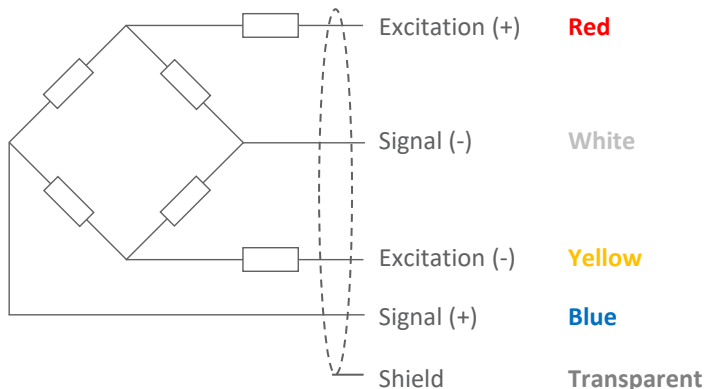 Excitation (+) Red
Signal (-) White
Excitation (-) Yellow
Signal (+) Blue
Shield Transparent